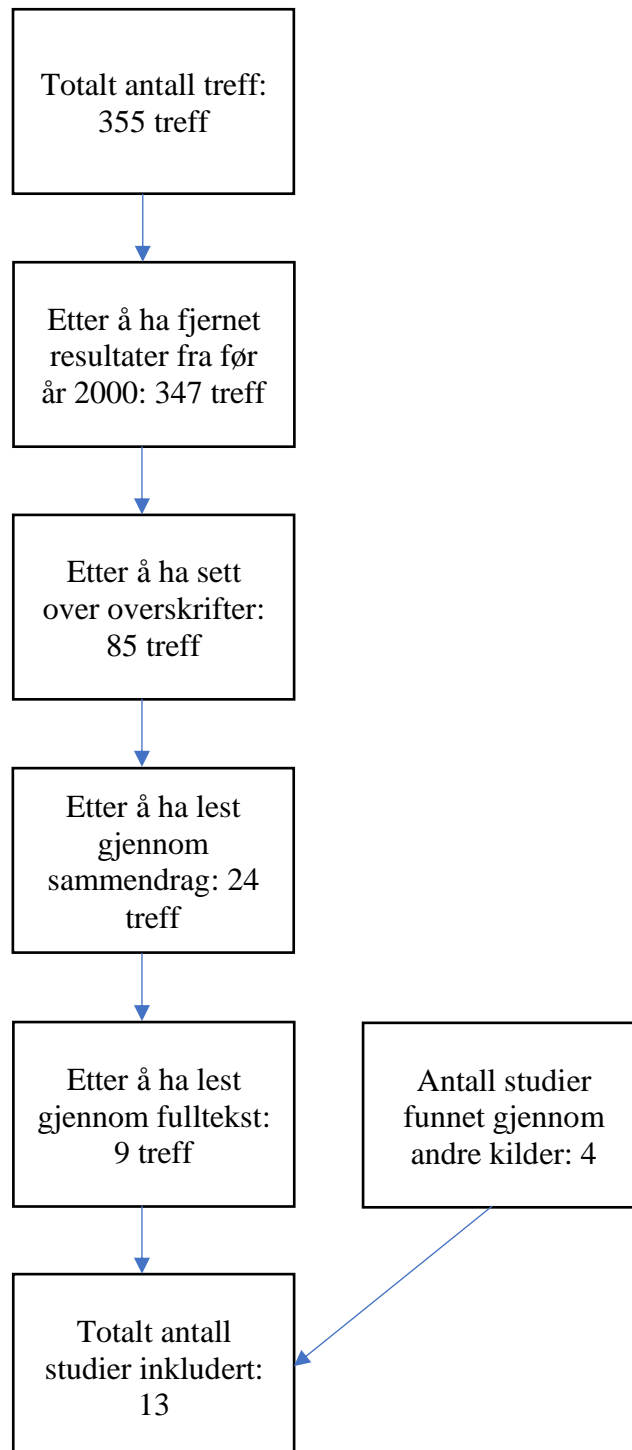 Totalt antall treff:
355 treff
Etter å ha fjernet
resultater fra før
år 2000: 347 treff
Etter å ha sett
over overskrifter:
85 treff
Etter å ha lest
gjennom
sammendrag: 24
treff
Etter å ha lest
gjennom fulltekst:
9 treff
Antall studier
funnet gjennom
andre kilder: 4
Totalt antall
studier inkludert:
13